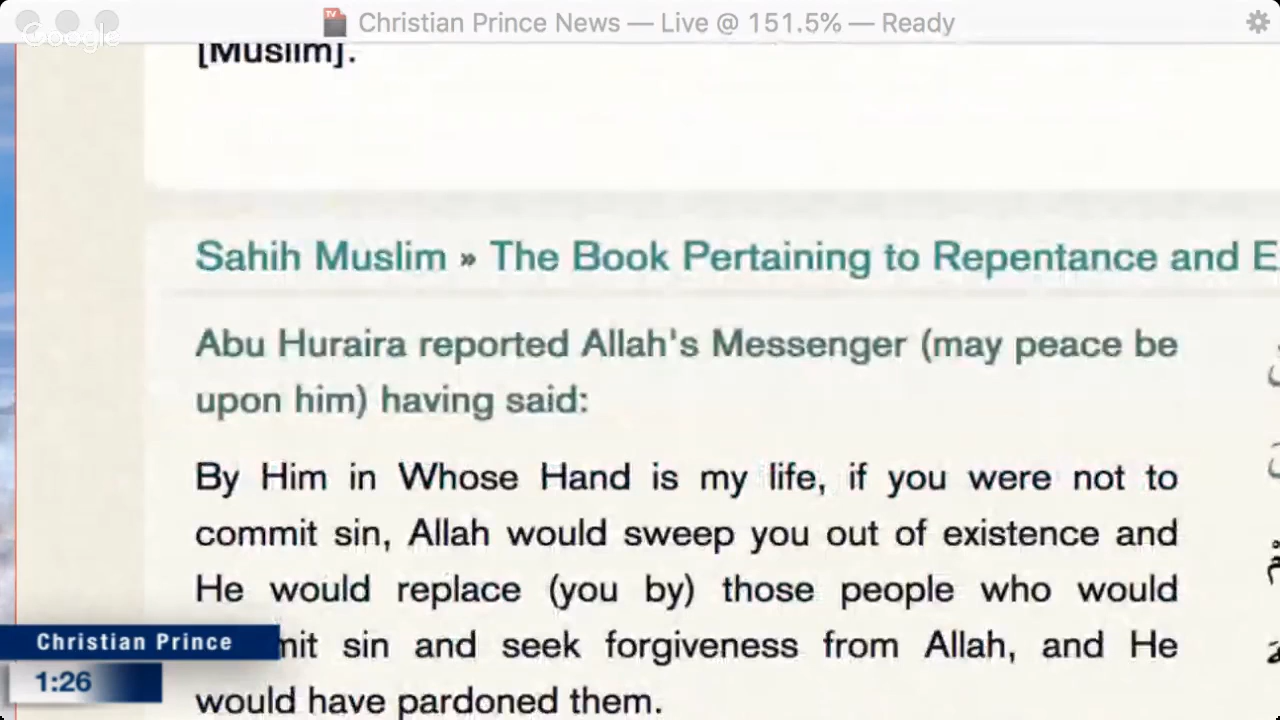 Christian Prince News — Live @ 151.5% — Ready
Google
[Muslim].
Sahih Muslim » The Book Pertaining to Repentance and E
Abu Huraira reported Allah's Messenger (may peace be
upon him) having said:
By Him in Whose Hand is my life, if you were not to
commit sin, Allah would sweep you out of existence and
He would replace (you by) those people who would
mit sin and seek forgiveness from Allah, and He
would have pardoned them.
Christian Prince
1:26